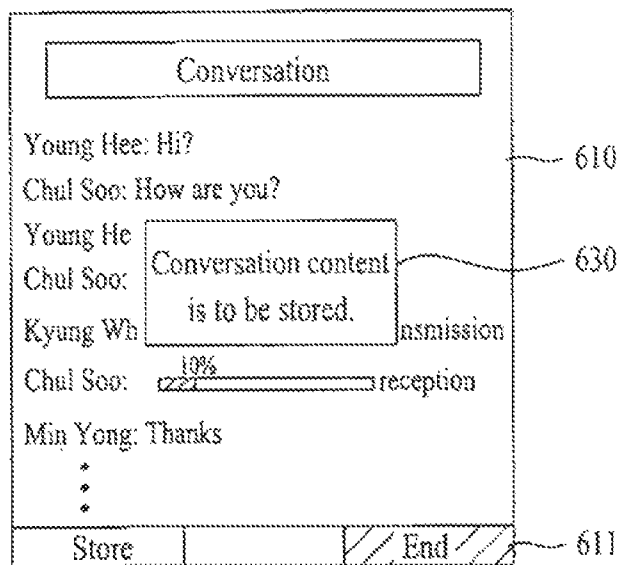 Conversation
Young Hee: Hi?
Chul Soo: How are you?
610
Young He
Conversation content
is to be stored.
630
Chul Soo:
Kyung Wh
nsmission
10%
Chul Soo:
reception
Min Yong: Thanks
Store
End
611